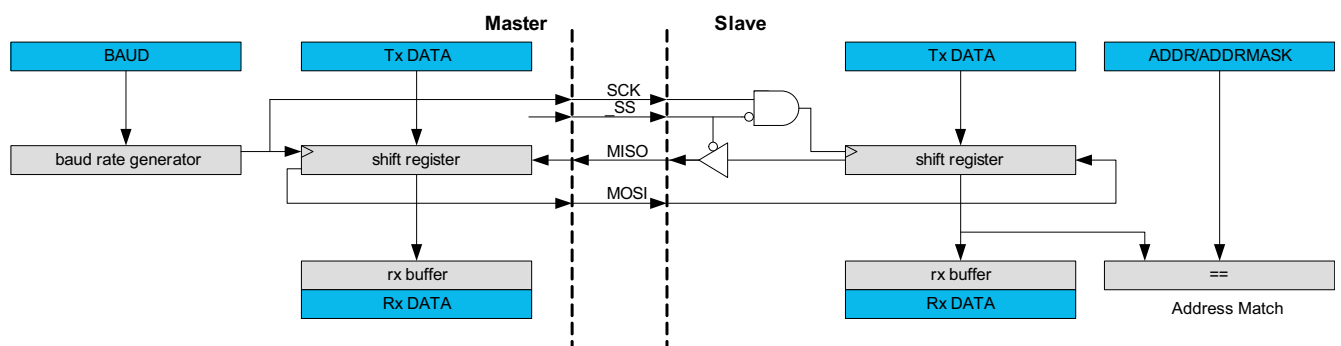 Master Slave
BAUD Tx DATA Tx DATA ADDR/ADDRMASK
SCK
_SS
baud rate generator shift register MISO shift register
MOSI
rx buffer rx buffer ==
Rx DATA Rx DATA Address Match